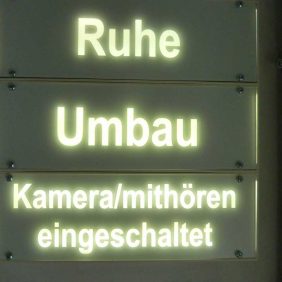 Ruhe
Umbau
Kamera/mithören
eingeschaltet